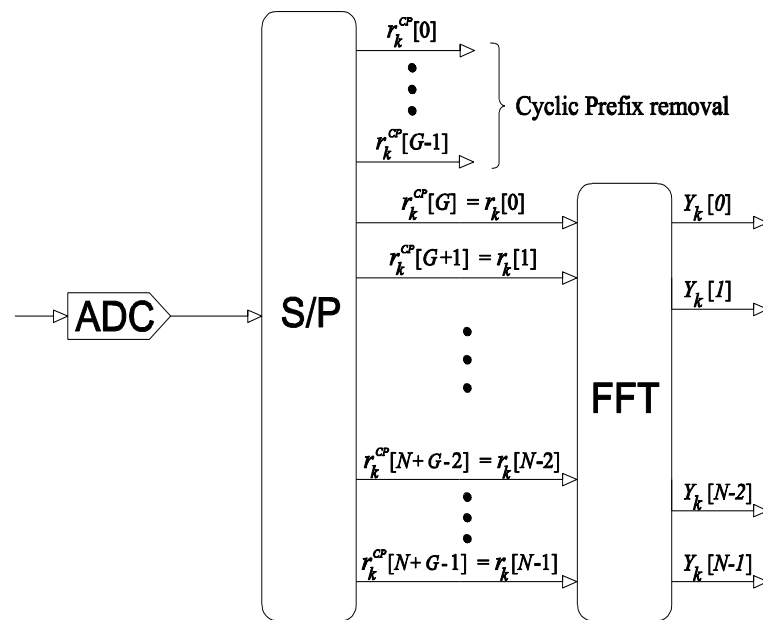 r_k^CP[0]
r_k^CP[G-1]
Cyclic Prefix removal
r_k^CP[G] = r_k[0]
Y_k[0]
r_k^CP[G+1] = r_k[1]
Y_k[1]
ADC
S/P
FFT
r_k^CP[N+G-2] = r_k[N-2]
Y_k[N-2]
r_k^CP[N+G-1] = r_k[N-1]
Y_k[N-1]